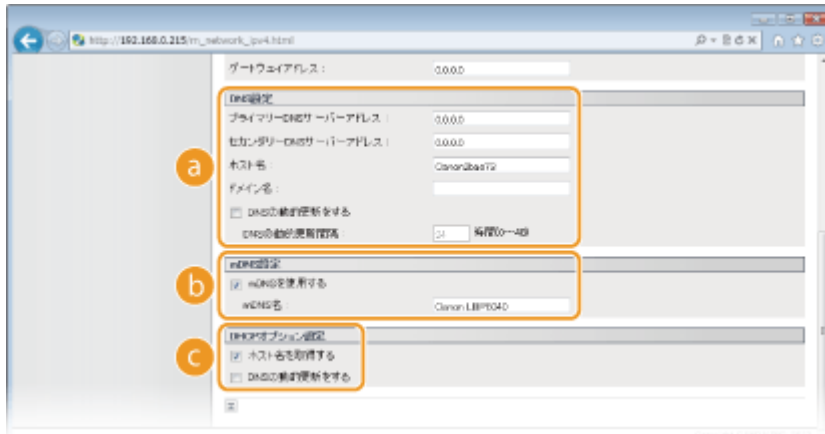 http://192.168.0.215/m_network_ipv4.html
ゲートウェイアドレス: 0.0.0.0
DNS設定
プライマリーDNSサーバーアドレス: 0.0.0.0
セカンダリーDNSサーバーアドレス: 0.0.0.0
a
ホスト名:
ドメイン名:
DNSの動的更新をする
DNSの動的更新間隔: 24 時間(0~48)
mDNS設定
b
mDNSを使用する
mDNS名: Canon LBP6040
DHCPオプション設定
c
ホスト名を取得する
DNSの動的更新をする